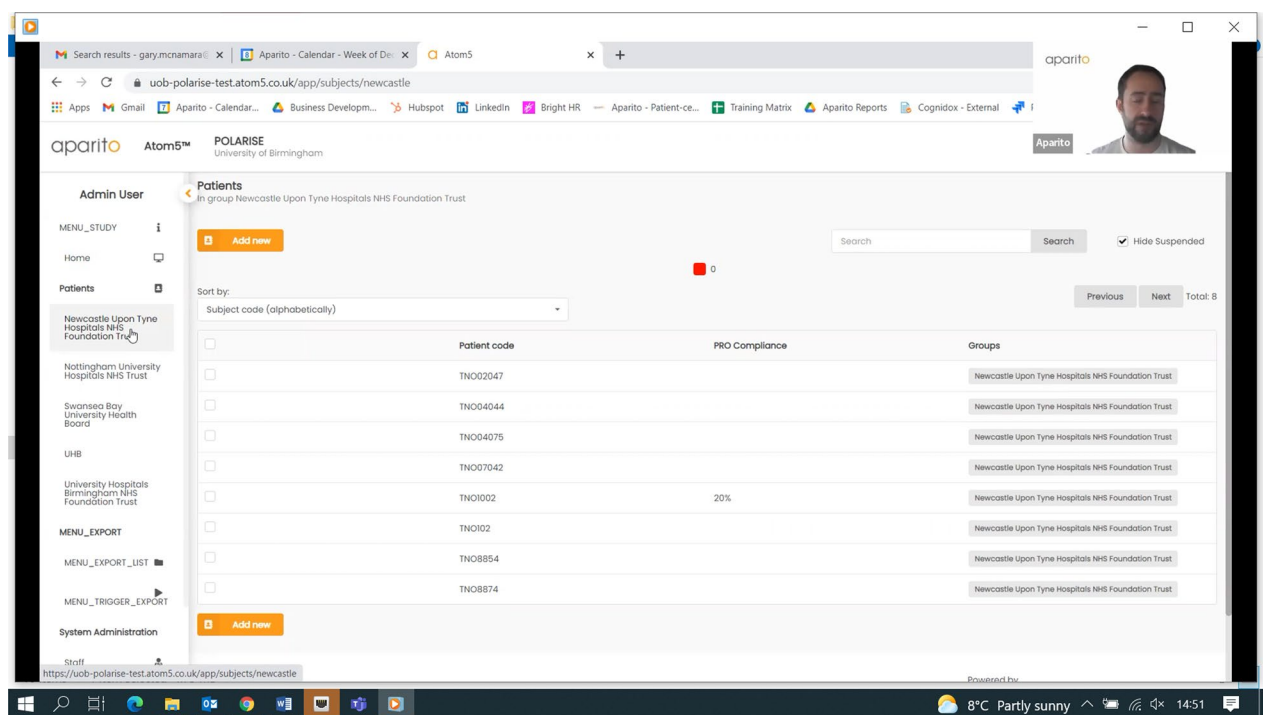 Search results - gary.mcnamara@
Aparito - Calendar - Week of De
Atom5
uob-polarise-test.atom5.co.uk/app/subjects/newcastle
Apps
Gmail
Aparito - Calendar...
Business Developm...
Hubspot
LinkedIn
Bright HR
Aparito - Patient-ce...
Training Matrix
Aparito Reports
Cognidox - External
aparito
aparito
Atom5™
POLARISE
University of Birmingham
Aparito
Admin User
MENU_STUDY
Home
Patients
Newcastle Upon Tyne
Hospitals NHS
Foundation Trust
Nottingham University
Hospitals NHS Trust
Swansea Bay
University Health
Board
UHB
University Hospitals
Birmingham NHS
Foundation Trust
MENU_EXPORT
MENU_EXPORT_LIST
MENU_TRIGGER_EXPORT
System Administration
Staff
Patients
In group Newcastle Upon Tyne Hospitals NHS Foundation Trust
Add new
Search
Search
Hide Suspended
0
Sort by:
Subject code (alphabetically)
Previous
Next
Total: 8
Patient code
PRO Compliance
Groups
TNO02047
Newcastle Upon Tyne Hospitals NHS Foundation Trust
TNO04044
Newcastle Upon Tyne Hospitals NHS Foundation Trust
TNO04075
Newcastle Upon Tyne Hospitals NHS Foundation Trust
TNO07042
Newcastle Upon Tyne Hospitals NHS Foundation Trust
TNO1002
20%
Newcastle Upon Tyne Hospitals NHS Foundation Trust
TNO102
Newcastle Upon Tyne Hospitals NHS Foundation Trust
TNO8854
Newcastle Upon Tyne Hospitals NHS Foundation Trust
TNO8874
Newcastle Upon Tyne Hospitals NHS Foundation Trust
Add new
https://uob-polarise-test.atom5.co.uk/app/subjects/newcastle
Powered by
8°C Partly sunny
14:51